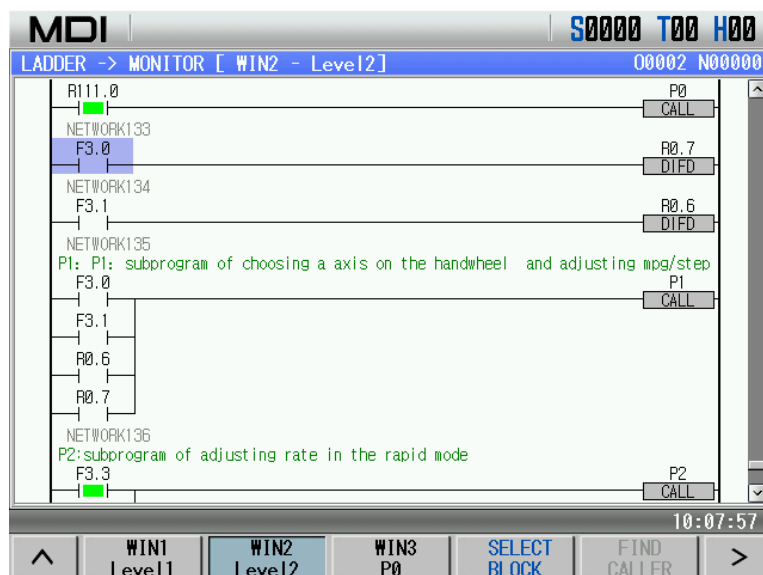 MDI S0000 T00 H00
LADDER -> MONITOR [ WIN2 - Level2] O0002 N00000
R111.0 P0
CALL
NETWORK133
F3.0 R0.7
DIFD
NETWORK134
F3.1 R0.6
DIFD
NETWORK135
P1: P1: subprogram of choosing a axis on the handwheel and adjusting mpg/step
F3.0 P1
CALL
F3.1
R0.6
R0.7
NETWORK136
P2:subprogram of adjusting rate in the rapid mode
F3.3 P2
CALL
10:07:57
WIN1 WIN2 WIN3 SELECT FIND
Level1 Level2 P0 BLOCK CALLER >